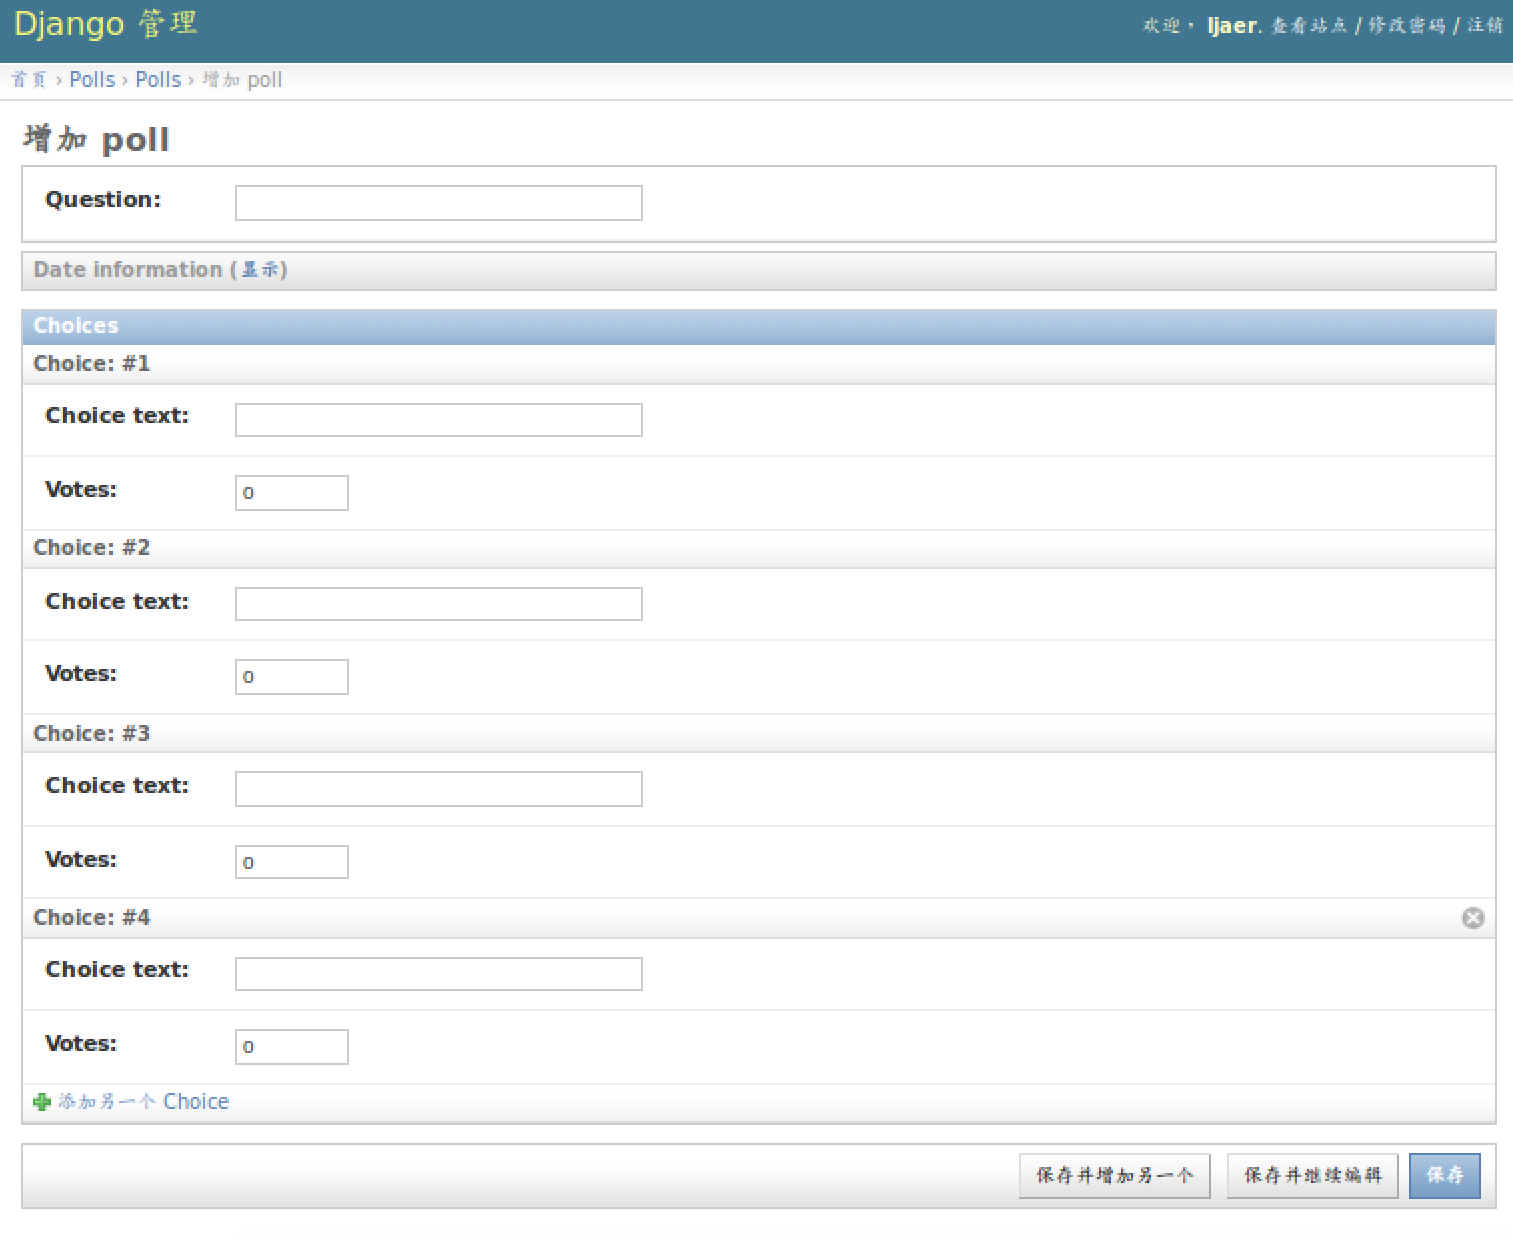 Django 管理
欢迎， ljaer. 查看站点 / 修改密码 / 注销
首页 › Polls › Polls › 增加 poll
增加 poll
Question:
Date information (显示)
Choices
Choice: #1
Choice text:
Votes: 0
Choice: #2
Choice text:
Votes: 0
Choice: #3
Choice text:
Votes: 0
Choice: #4
Choice text:
Votes: 0
添加另一个 Choice
保存并增加另一个 保存并继续编辑 保存